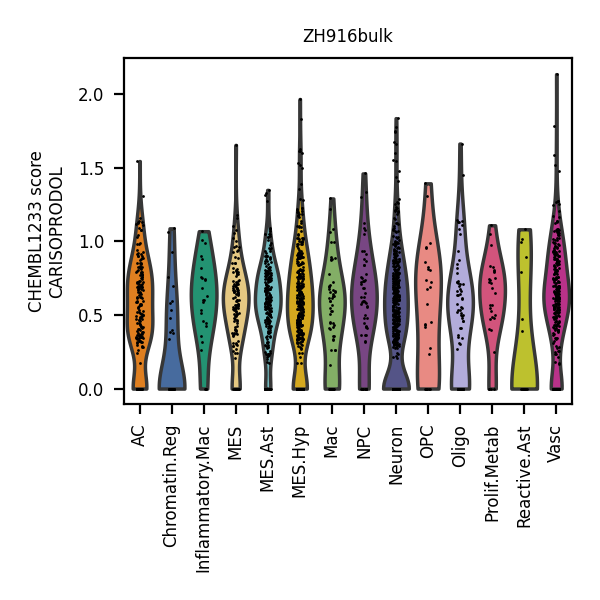 ZH916bulk
CHEMBL1233 score
CARISOPRODOL
2.0
1.5
1.0
0.5
0.0
AC
Chromatin.Reg
Inflammatory.Mac
MES
MES.Ast
MES.Hyp
Mac
NPC
Neuron
OPC
Oligo
Prolif.Metab
Reactive.Ast
Vasc